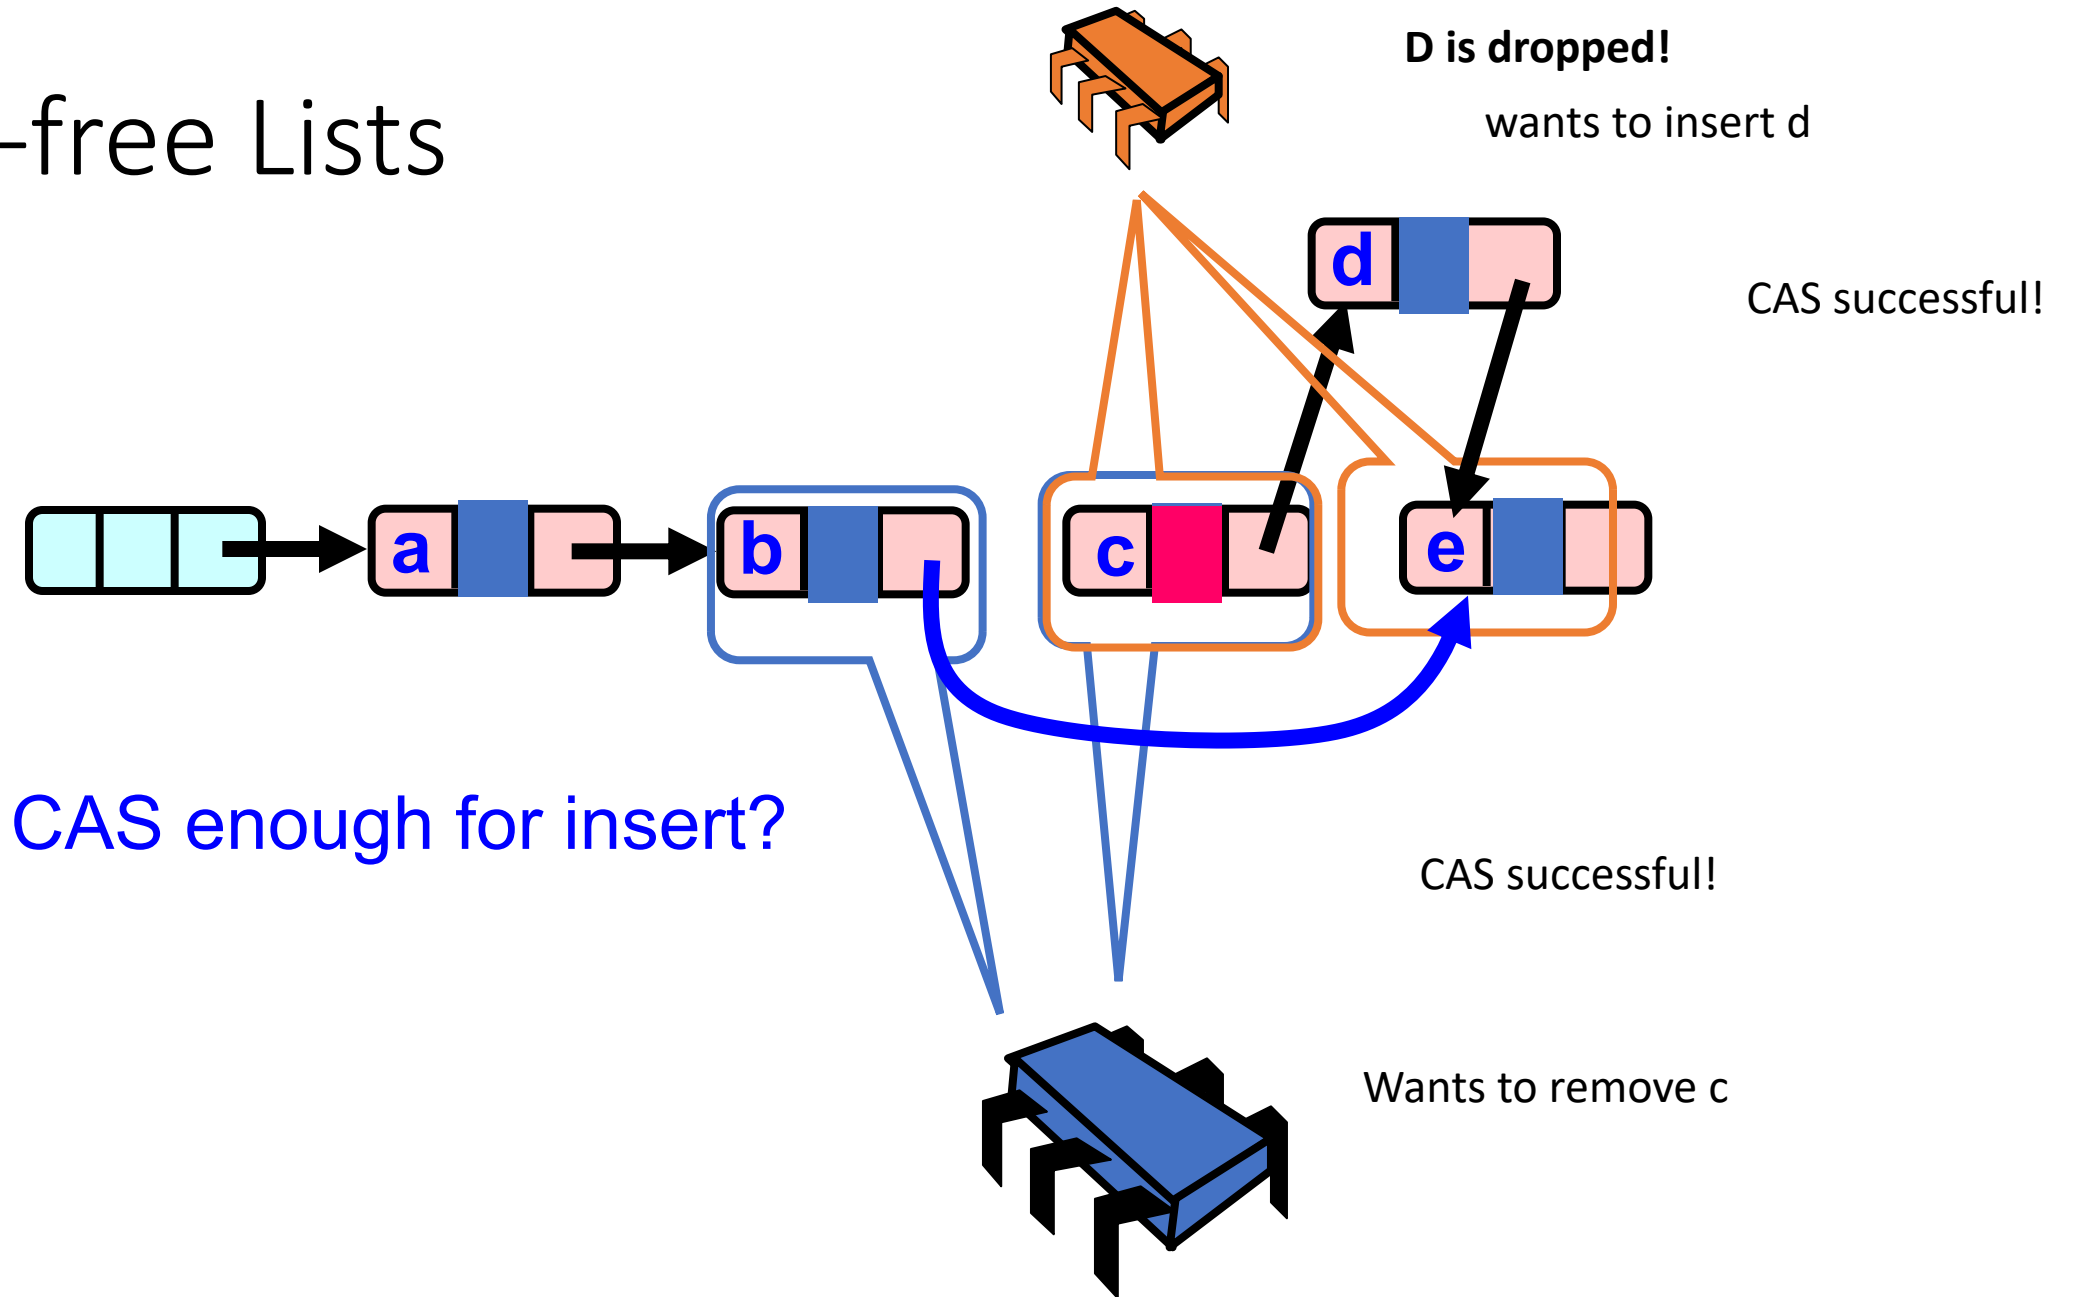 D is dropped!
-free Lists
wants to insert d
d
CAS successful!
a
b
c
e
CAS enough for insert?
CAS successful!
Wants to remove c